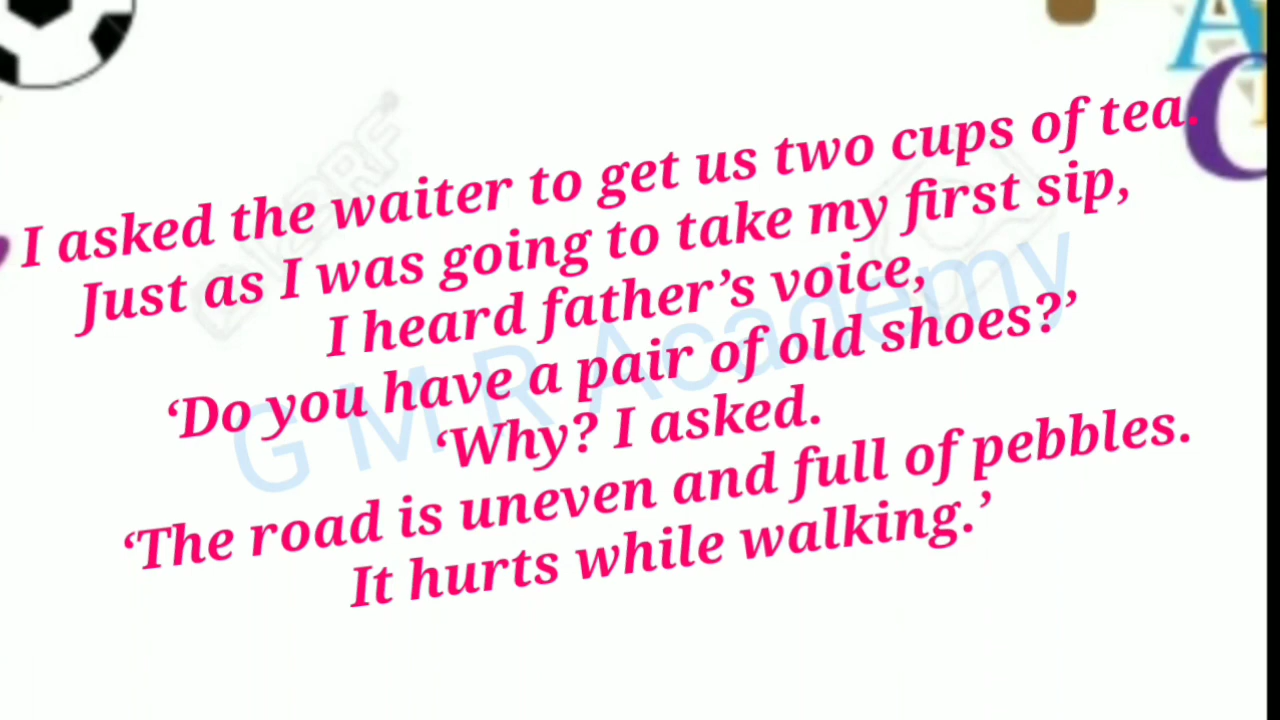 I asked the waiter to get us two cups of tea.
Just as I was going to take my first sip,
I heard father’s voice,
‘Do you have a pair of old shoes?’
‘Why? I asked.
‘The road is uneven and full of pebbles.
It hurts while walking.’
G M R Academy
123RF®
A
C